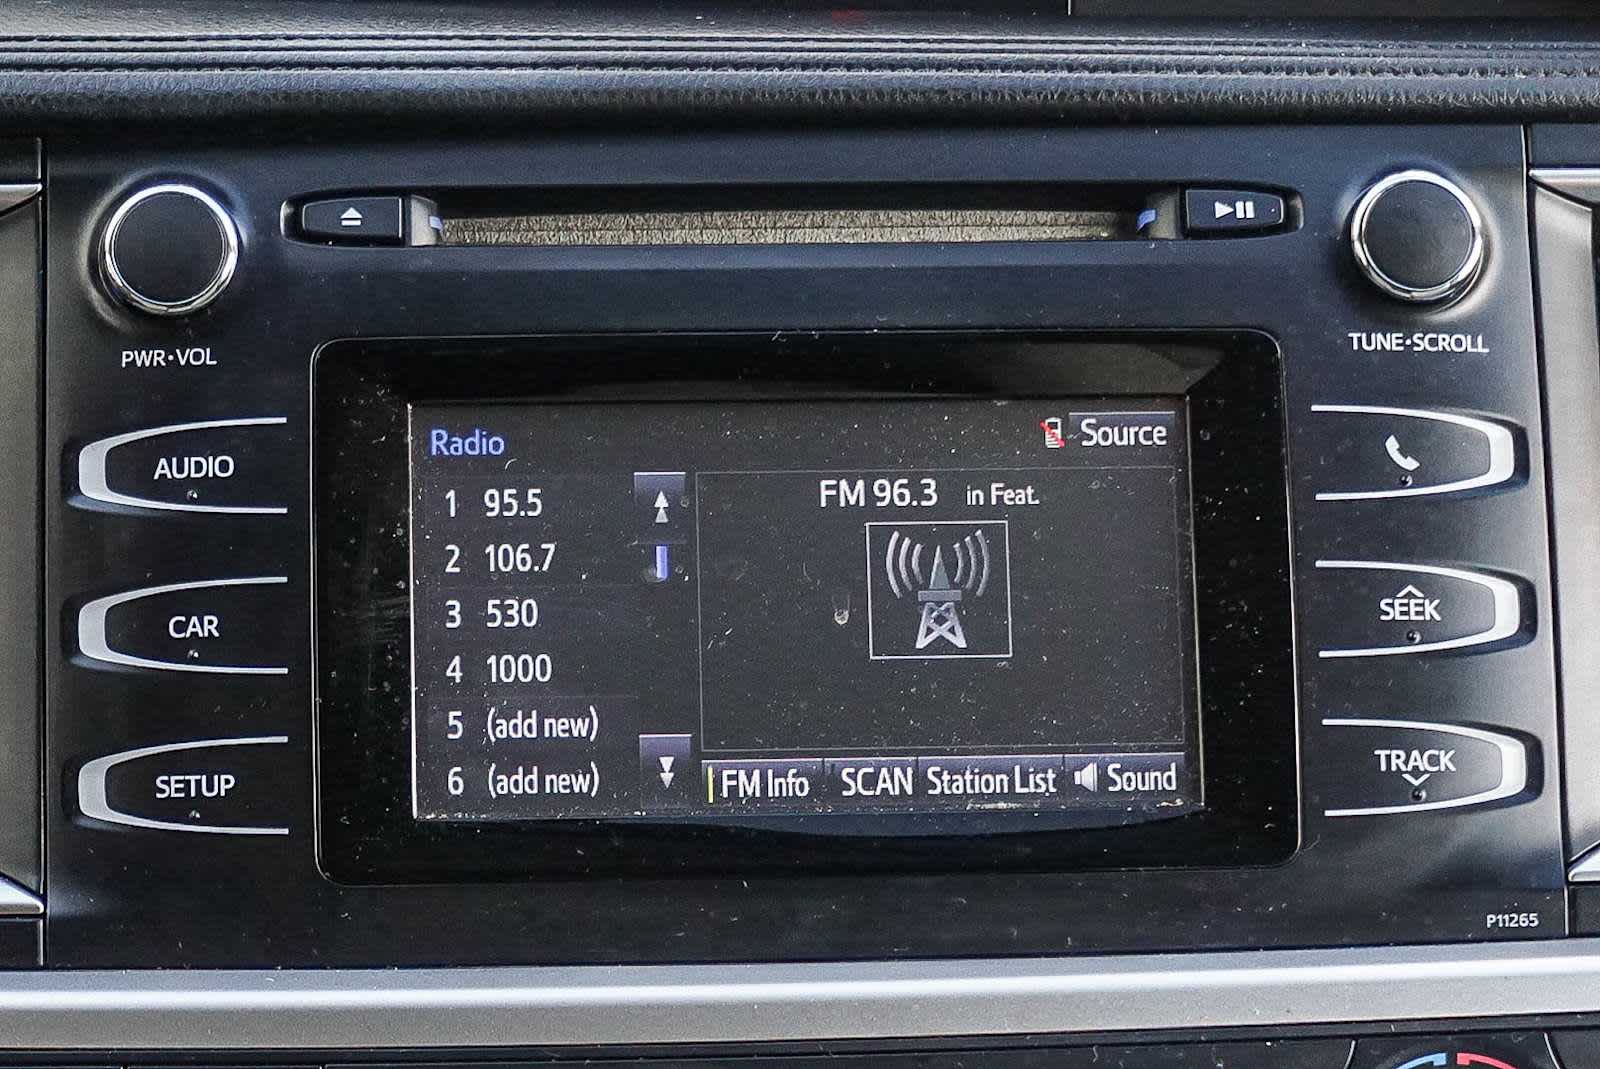 PWR•VOL
TUNE•SCROLL
AUDIO
CAR
SETUP
Radio
Source
1 95.5
2 106.7
3 530
4 1000
5 (add new)
6 (add new)
FM 96.3 in Feat.
FM Info SCAN Station List Sound
SEEK
TRACK
P11265